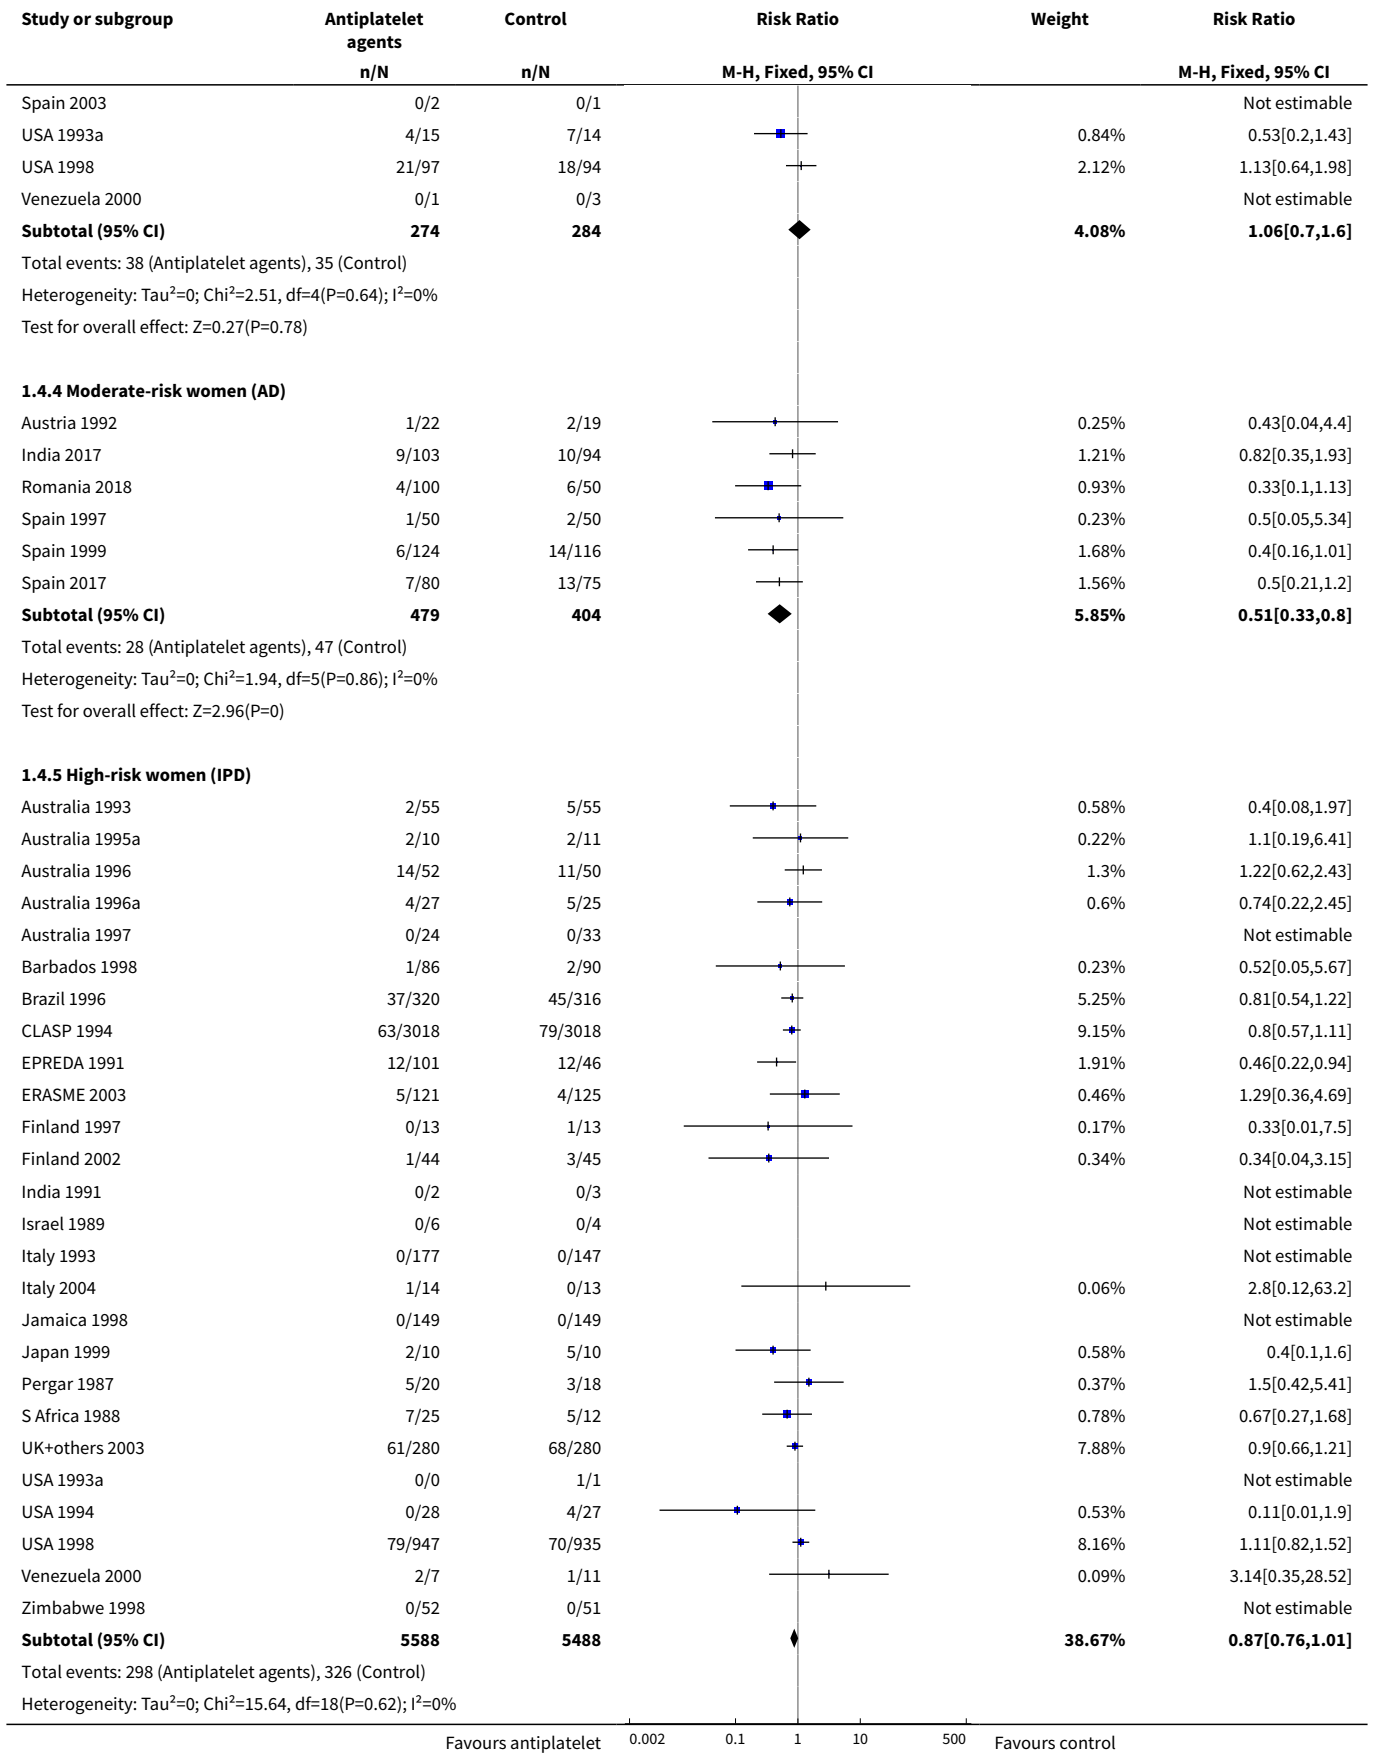 Study or subgroup Antiplatelet agents Control Risk Ratio Weight Risk Ratio
n/N n/N M-H, Fixed, 95% CI M-H, Fixed, 95% CI
Spain 2003 0/2 0/1 Not estimable
USA 1993a 4/15 7/14 0.84% 0.53[0.2,1.43]
USA 1998 21/97 18/94 2.12% 1.13[0.64,1.98]
Venezuela 2000 0/1 0/3 Not estimable
Subtotal (95% CI) 274 284 4.08% 1.06[0.7,1.6]
Total events: 38 (Antiplatelet agents), 35 (Control)
Heterogeneity: Tau²=0; Chi²=2.51, df=4(P=0.64); I²=0%
Test for overall effect: Z=0.27(P=0.78)
1.4.4 Moderate-risk women (AD)
Austria 1992 1/22 2/19 0.25% 0.43[0.04,4.4]
India 2017 9/103 10/94 1.21% 0.82[0.35,1.93]
Romania 2018 4/100 6/50 0.93% 0.33[0.1,1.13]
Spain 1997 1/50 2/50 0.23% 0.5[0.05,5.34]
Spain 1999 6/124 14/116 1.68% 0.4[0.16,1.01]
Spain 2017 7/80 13/75 1.56% 0.5[0.21,1.2]
Subtotal (95% CI) 479 404 5.85% 0.51[0.33,0.8]
Total events: 28 (Antiplatelet agents), 47 (Control)
Heterogeneity: Tau²=0; Chi²=1.94, df=5(P=0.86); I²=0%
Test for overall effect: Z=2.96(P=0)
1.4.5 High-risk women (IPD)
Australia 1993 2/55 5/55 0.58% 0.4[0.08,1.97]
Australia 1995a 2/10 2/11 0.22% 1.1[0.19,6.41]
Australia 1996 14/52 11/50 1.3% 1.22[0.62,2.43]
Australia 1996a 4/27 5/25 0.6% 0.74[0.22,2.45]
Australia 1997 0/24 0/33 Not estimable
Barbados 1998 1/86 2/90 0.23% 0.52[0.05,5.67]
Brazil 1996 37/320 45/316 5.25% 0.81[0.54,1.22]
CLASP 1994 63/3018 79/3018 9.15% 0.8[0.57,1.11]
EPREDA 1991 12/101 12/46 1.91% 0.46[0.22,0.94]
ERASME 2003 5/121 4/125 0.46% 1.29[0.36,4.69]
Finland 1997 0/13 1/13 0.17% 0.33[0.01,7.5]
Finland 2002 1/44 3/45 0.34% 0.34[0.04,3.15]
India 1991 0/2 0/3 Not estimable
Israel 1989 0/6 0/4 Not estimable
Italy 1993 0/177 0/147 Not estimable
Italy 2004 1/14 0/13 0.06% 2.8[0.12,63.2]
Jamaica 1998 0/149 0/149 Not estimable
Japan 1999 2/10 5/10 0.58% 0.4[0.1,1.6]
Pergar 1987 5/20 3/18 0.37% 1.5[0.42,5.41]
S Africa 1988 7/25 5/12 0.78% 0.67[0.27,1.68]
UK+others 2003 61/280 68/280 7.88% 0.9[0.66,1.21]
USA 1993a 0/0 1/1 Not estimable
USA 1994 0/28 4/27 0.53% 0.11[0.01,1.9]
USA 1998 79/947 70/935 8.16% 1.11[0.82,1.52]
Venezuela 2000 2/7 1/11 0.09% 3.14[0.35,28.52]
Zimbabwe 1998 0/52 0/51 Not estimable
Subtotal (95% CI) 5588 5488 38.67% 0.87[0.76,1.01]
Total events: 298 (Antiplatelet agents), 326 (Control)
Heterogeneity: Tau²=0; Chi²=15.64, df=18(P=0.62); I²=0%
Favours antiplatelet 0.002 0.1 1 10 500 Favours control